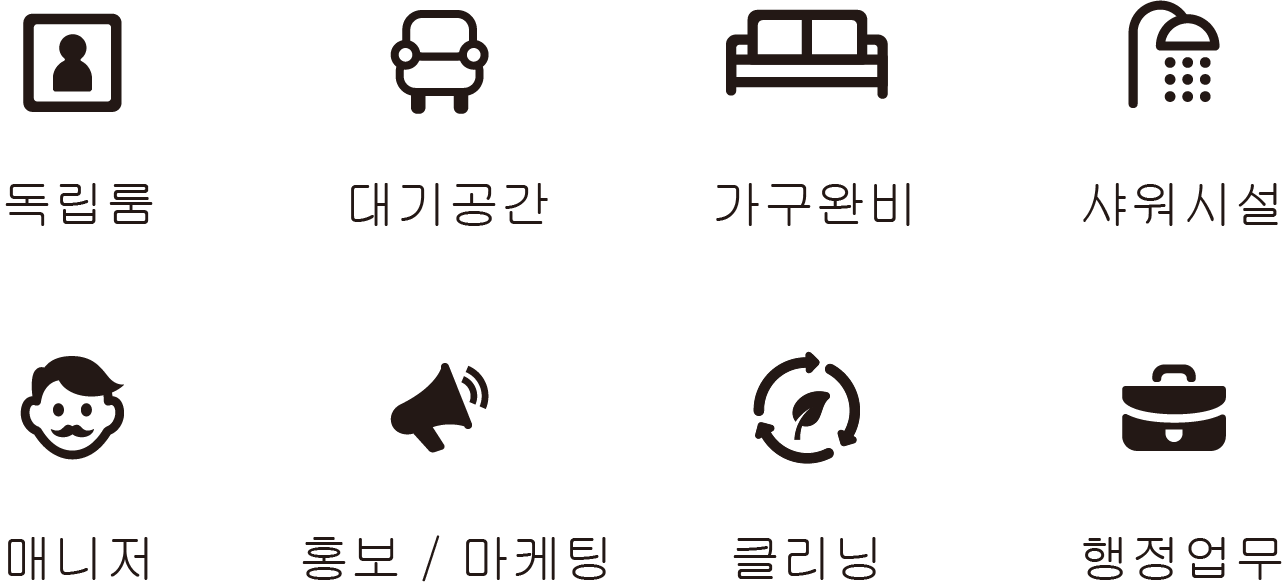 독립룸
대기공간
가구완비
샤워시설
매니저
홍보 / 마케팅
클리닝
행정업무